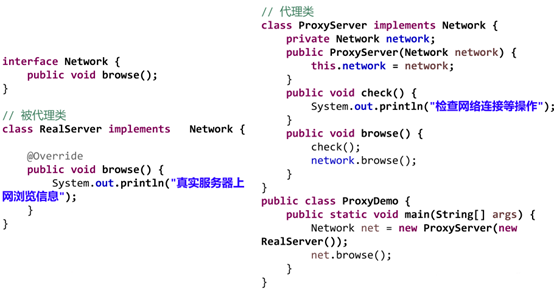 interface Network {
public void browse();
}
// 被代理类
class RealServer implements   Network {
@Override
public void browse() {
System.out.println("真实服务器上
网浏览信息");
}
}
// 代理类
class ProxyServer implements Network {
private Network network;
public ProxyServer(Network network) {
this.network = network;
}
public void check() {
System.out.println("检查网络连接等操作");
}
public void browse() {
check();
network.browse();
}
}
public class ProxyDemo {
public static void main(String[] args) {
Network net = new ProxyServer(new
RealServer());
net.browse();
}
}